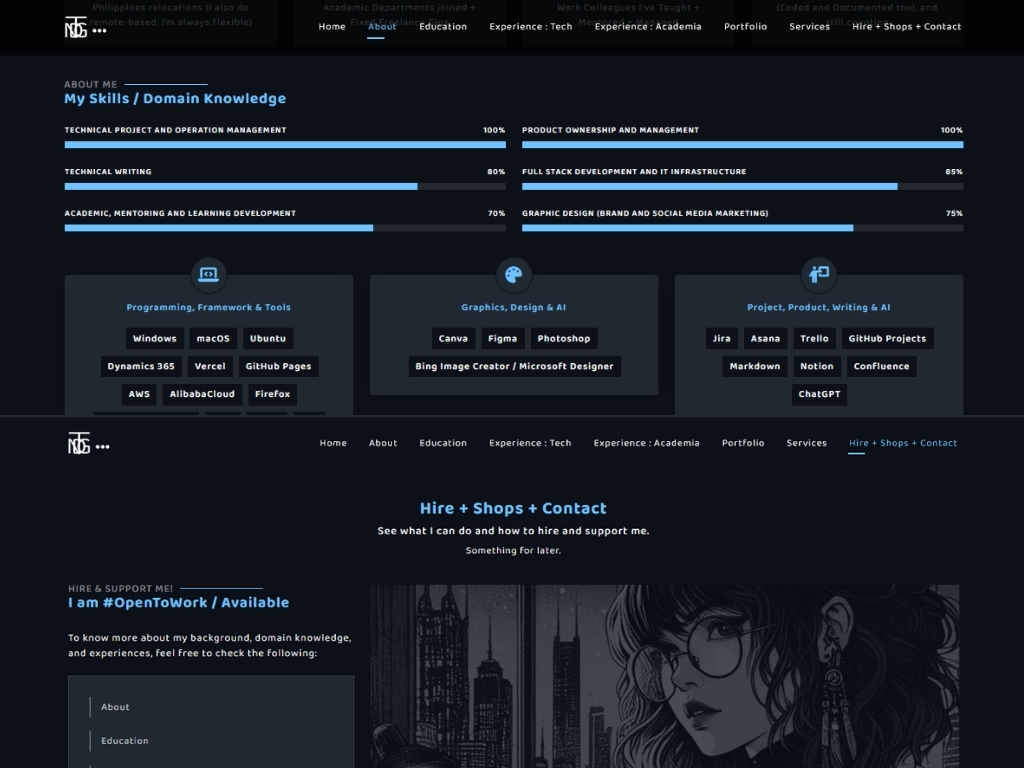 Philippines relocations (I also do
remote-based, I'm always flexible)
Academic Departments joined +
Fixed Freelance Gigs
Work Colleagues I've Taught +
Mentored + Managed
(Coded and Documented too), and
still counting
Home
About
Education
Experience : Tech
Experience : Academia
Portfolio
Services
Hire + Shops + Contact
ABOUT ME
My Skills / Domain Knowledge
TECHNICAL PROJECT AND OPERATION MANAGEMENT 100%
PRODUCT OWNERSHIP AND MANAGEMENT 100%
TECHNICAL WRITING 80%
FULL STACK DEVELOPMENT AND IT INFRASTRUCTURE 85%
ACADEMIC, MENTORING AND LEARNING DEVELOPMENT 70%
GRAPHIC DESIGN (BRAND AND SOCIAL MEDIA MARKETING) 75%
Programming, Framework & Tools
Windows macOS Ubuntu
Dynamics 365 Vercel GitHub Pages
AWS AlibabaCloud Firefox
Graphics, Design & AI
Canva Figma Photoshop
Bing Image Creator / Microsoft Designer
Project, Product, Writing & AI
Jira Asana Trello GitHub Projects
Markdown Notion Confluence
ChatGPT
Home
About
Education
Experience : Tech
Experience : Academia
Portfolio
Services
Hire + Shops + Contact
Hire + Shops + Contact
See what I can do and how to hire and support me.
Something for later.
HIRE & SUPPORT ME!
I am #OpenToWork / Available
To know more about my background, domain knowledge,
and experiences, feel free to check the following:
About
Education